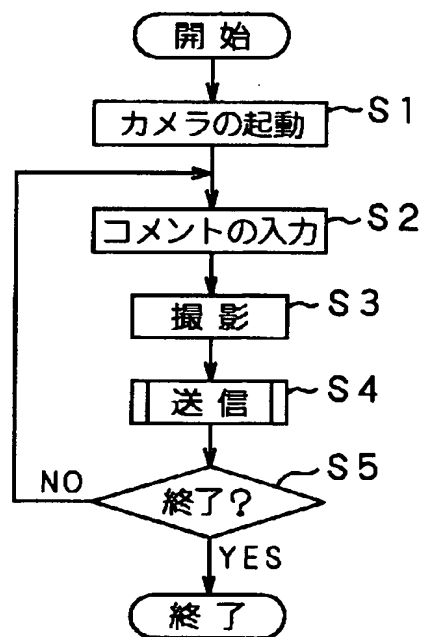 開始
カメラの起動 S1
コメントの入力 S2
撮影 S3
送信 S4
終了? S5
NO
YES
終了